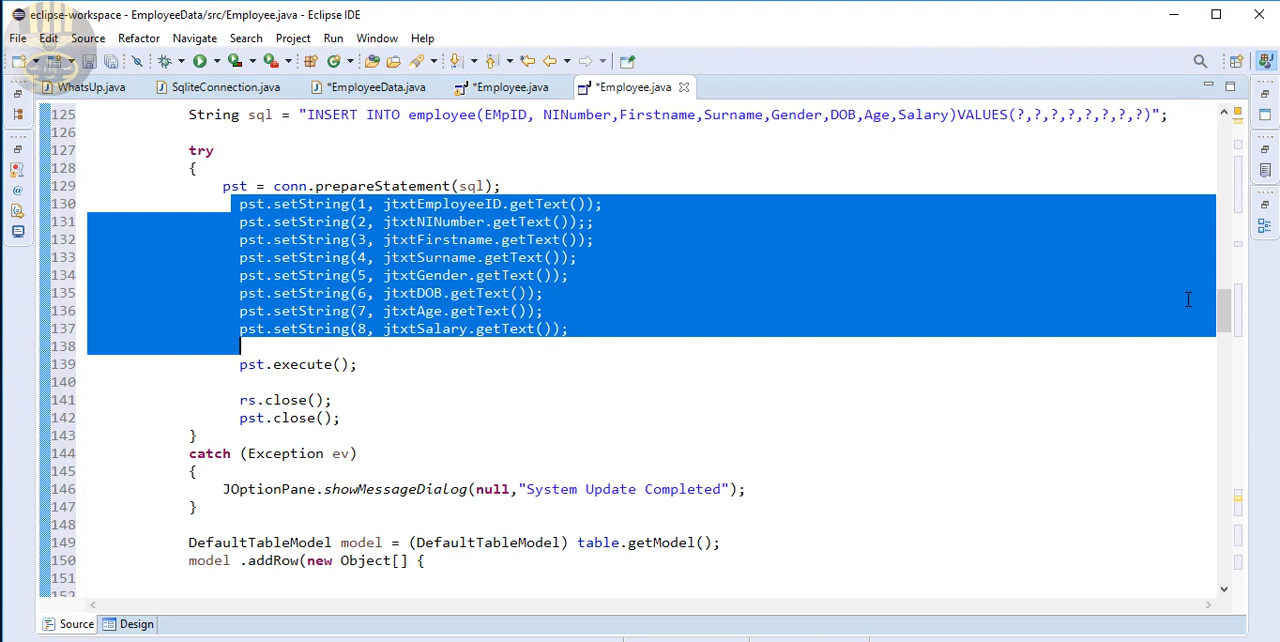 eclipse-workspace - EmployeeData/src/Employee.java - Eclipse IDE
File Edit Source Refactor Navigate Search Project Run Window Help
WhatsUp.java SqliteConnection.java *EmployeeData.java *Employee.java *Employee.java
125 String sql = "INSERT INTO employee(EMpID, NINumber,Firstname,Surname,Gender,DOB,Age,Salary)VALUES(?,?,?,?,?,?,?,?)";
126
127 try
128 {
129 pst = conn.prepareStatement(sql);
130 pst.setString(1, jtxtEmployeeID.getText());
131 pst.setString(2, jtxtNINumber.getText());;
132 pst.setString(3, jtxtFirstname.getText());
133 pst.setString(4, jtxtSurname.getText());
134 pst.setString(5, jtxtGender.getText());
135 pst.setString(6, jtxtDOB.getText());
136 pst.setString(7, jtxtAge.getText());
137 pst.setString(8, jtxtSalary.getText());
138
139 pst.execute();
140
141 rs.close();
142 pst.close();
143 }
144 catch (Exception ev)
145 {
146 JOptionPane.showMessageDialog(null,"System Update Completed");
147 }
148
149 DefaultTableModel model = (DefaultTableModel) table.getModel();
150 model .addRow(new Object[] {
151
152
Source Design